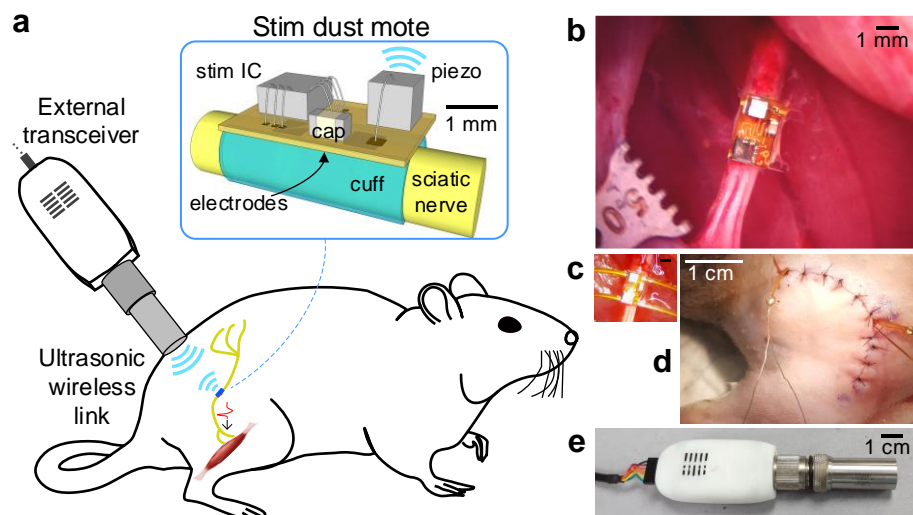 a
Stim dust mote
stim IC
piezo
cap
1 mm
cuff
sciatic
nerve
electrodes
External
transceiver
Ultrasonic
wireless
link
b
1 mm
c
1 cm
d
e
1 cm